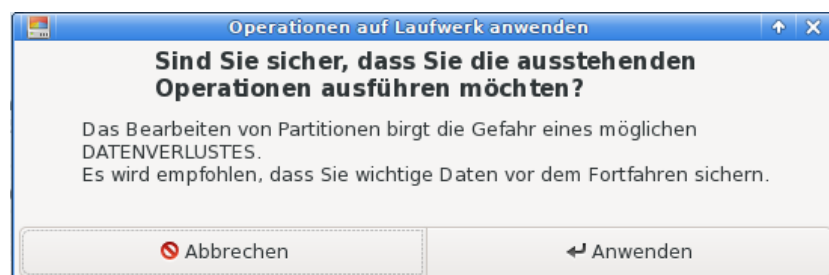 Operationen auf Laufwerk anwenden
Sind Sie sicher, dass Sie die ausstehenden
Operationen ausführen möchten?
Das Bearbeiten von Partitionen birgt die Gefahr eines möglichen
DATENVERLUSTES.
Es wird empfohlen, dass Sie wichtige Daten vor dem Fortfahren sichern.
Abbrechen
Anwenden